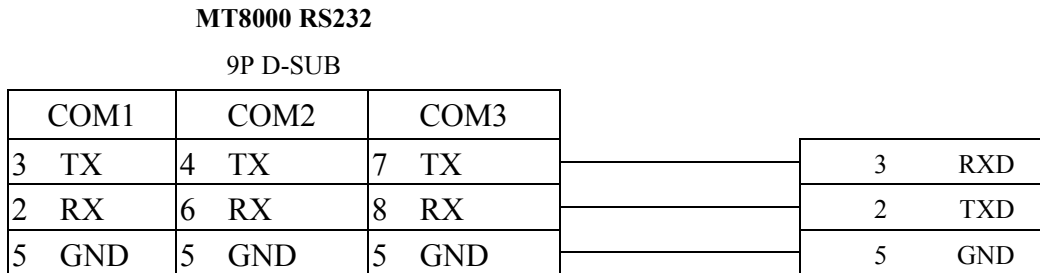 MT8000 RS232
9P D-SUB
COM1 COM2 COM3
3 TX 4 TX 7 TX 3 RXD
2 RX 6 RX 8 RX 2 TXD
5 GND 5 GND 5 GND 5 GND